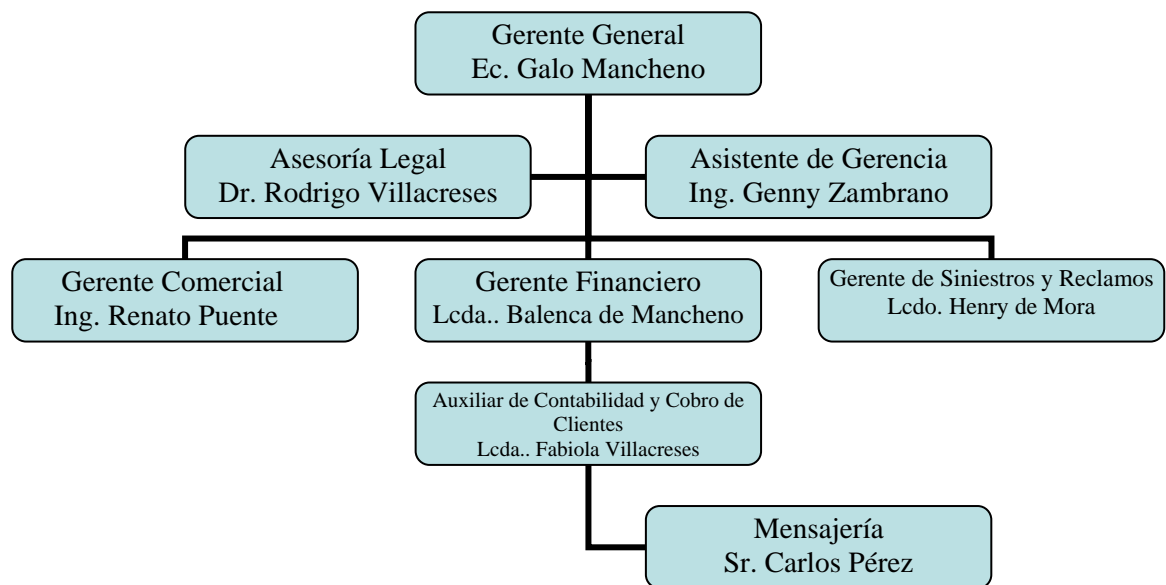 Gerente General
Ec. Galo Mancheno
Asesoría Legal
Dr. Rodrigo Villacreses
Asistente de Gerencia
Ing. Genny Zambrano
Gerente Comercial
Ing. Renato Puente
Gerente Financiero
Lcda.. Balenca de Mancheno
Gerente de Siniestros y Reclamos
Lcdo. Henry de Mora
Auxiliar de Contabilidad y Cobro de
Clientes
Lcda.. Fabiola Villacreses
Mensajería
Sr. Carlos Pérez